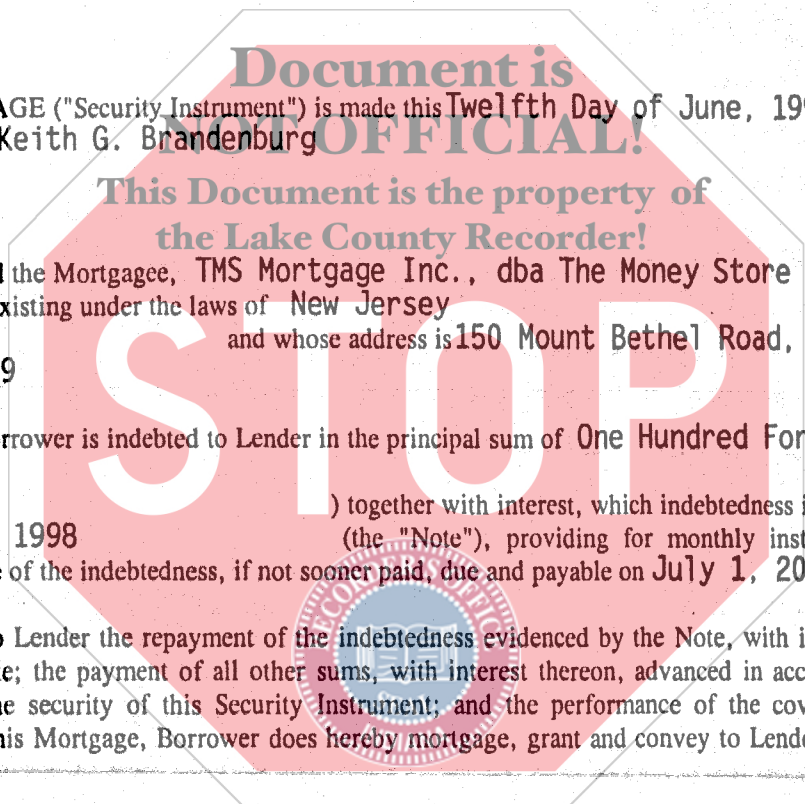 Document is
AGE ("Security Instrument") is made this Twelfth Day of June, 199
Keith G. Brandenburg
NOT OFFICIAL!
This Document is the property of
the Lake County Recorder!
the Mortgagee, TMS Mortgage Inc., dba The Money Store
xisting under the laws of New Jersey
and whose address is 150 Mount Bethel Road,
9
STOP
rrower is indebted to Lender in the principal sum of One Hundred For
) together with interest, which indebtedness i
1998 (the "Note"), providing for monthly inst
of the indebtedness, if not sooner paid, due and payable on July 1, 20
Lender the repayment of the indebtedness evidenced by the Note, with i
e; the payment of all other sums, with interest thereon, advanced in acc
e security of this Security Instrument; and the performance of the cov
his Mortgage, Borrower does hereby mortgage, grant and convey to Lende
RECORDER'S OFFICE
SEAL